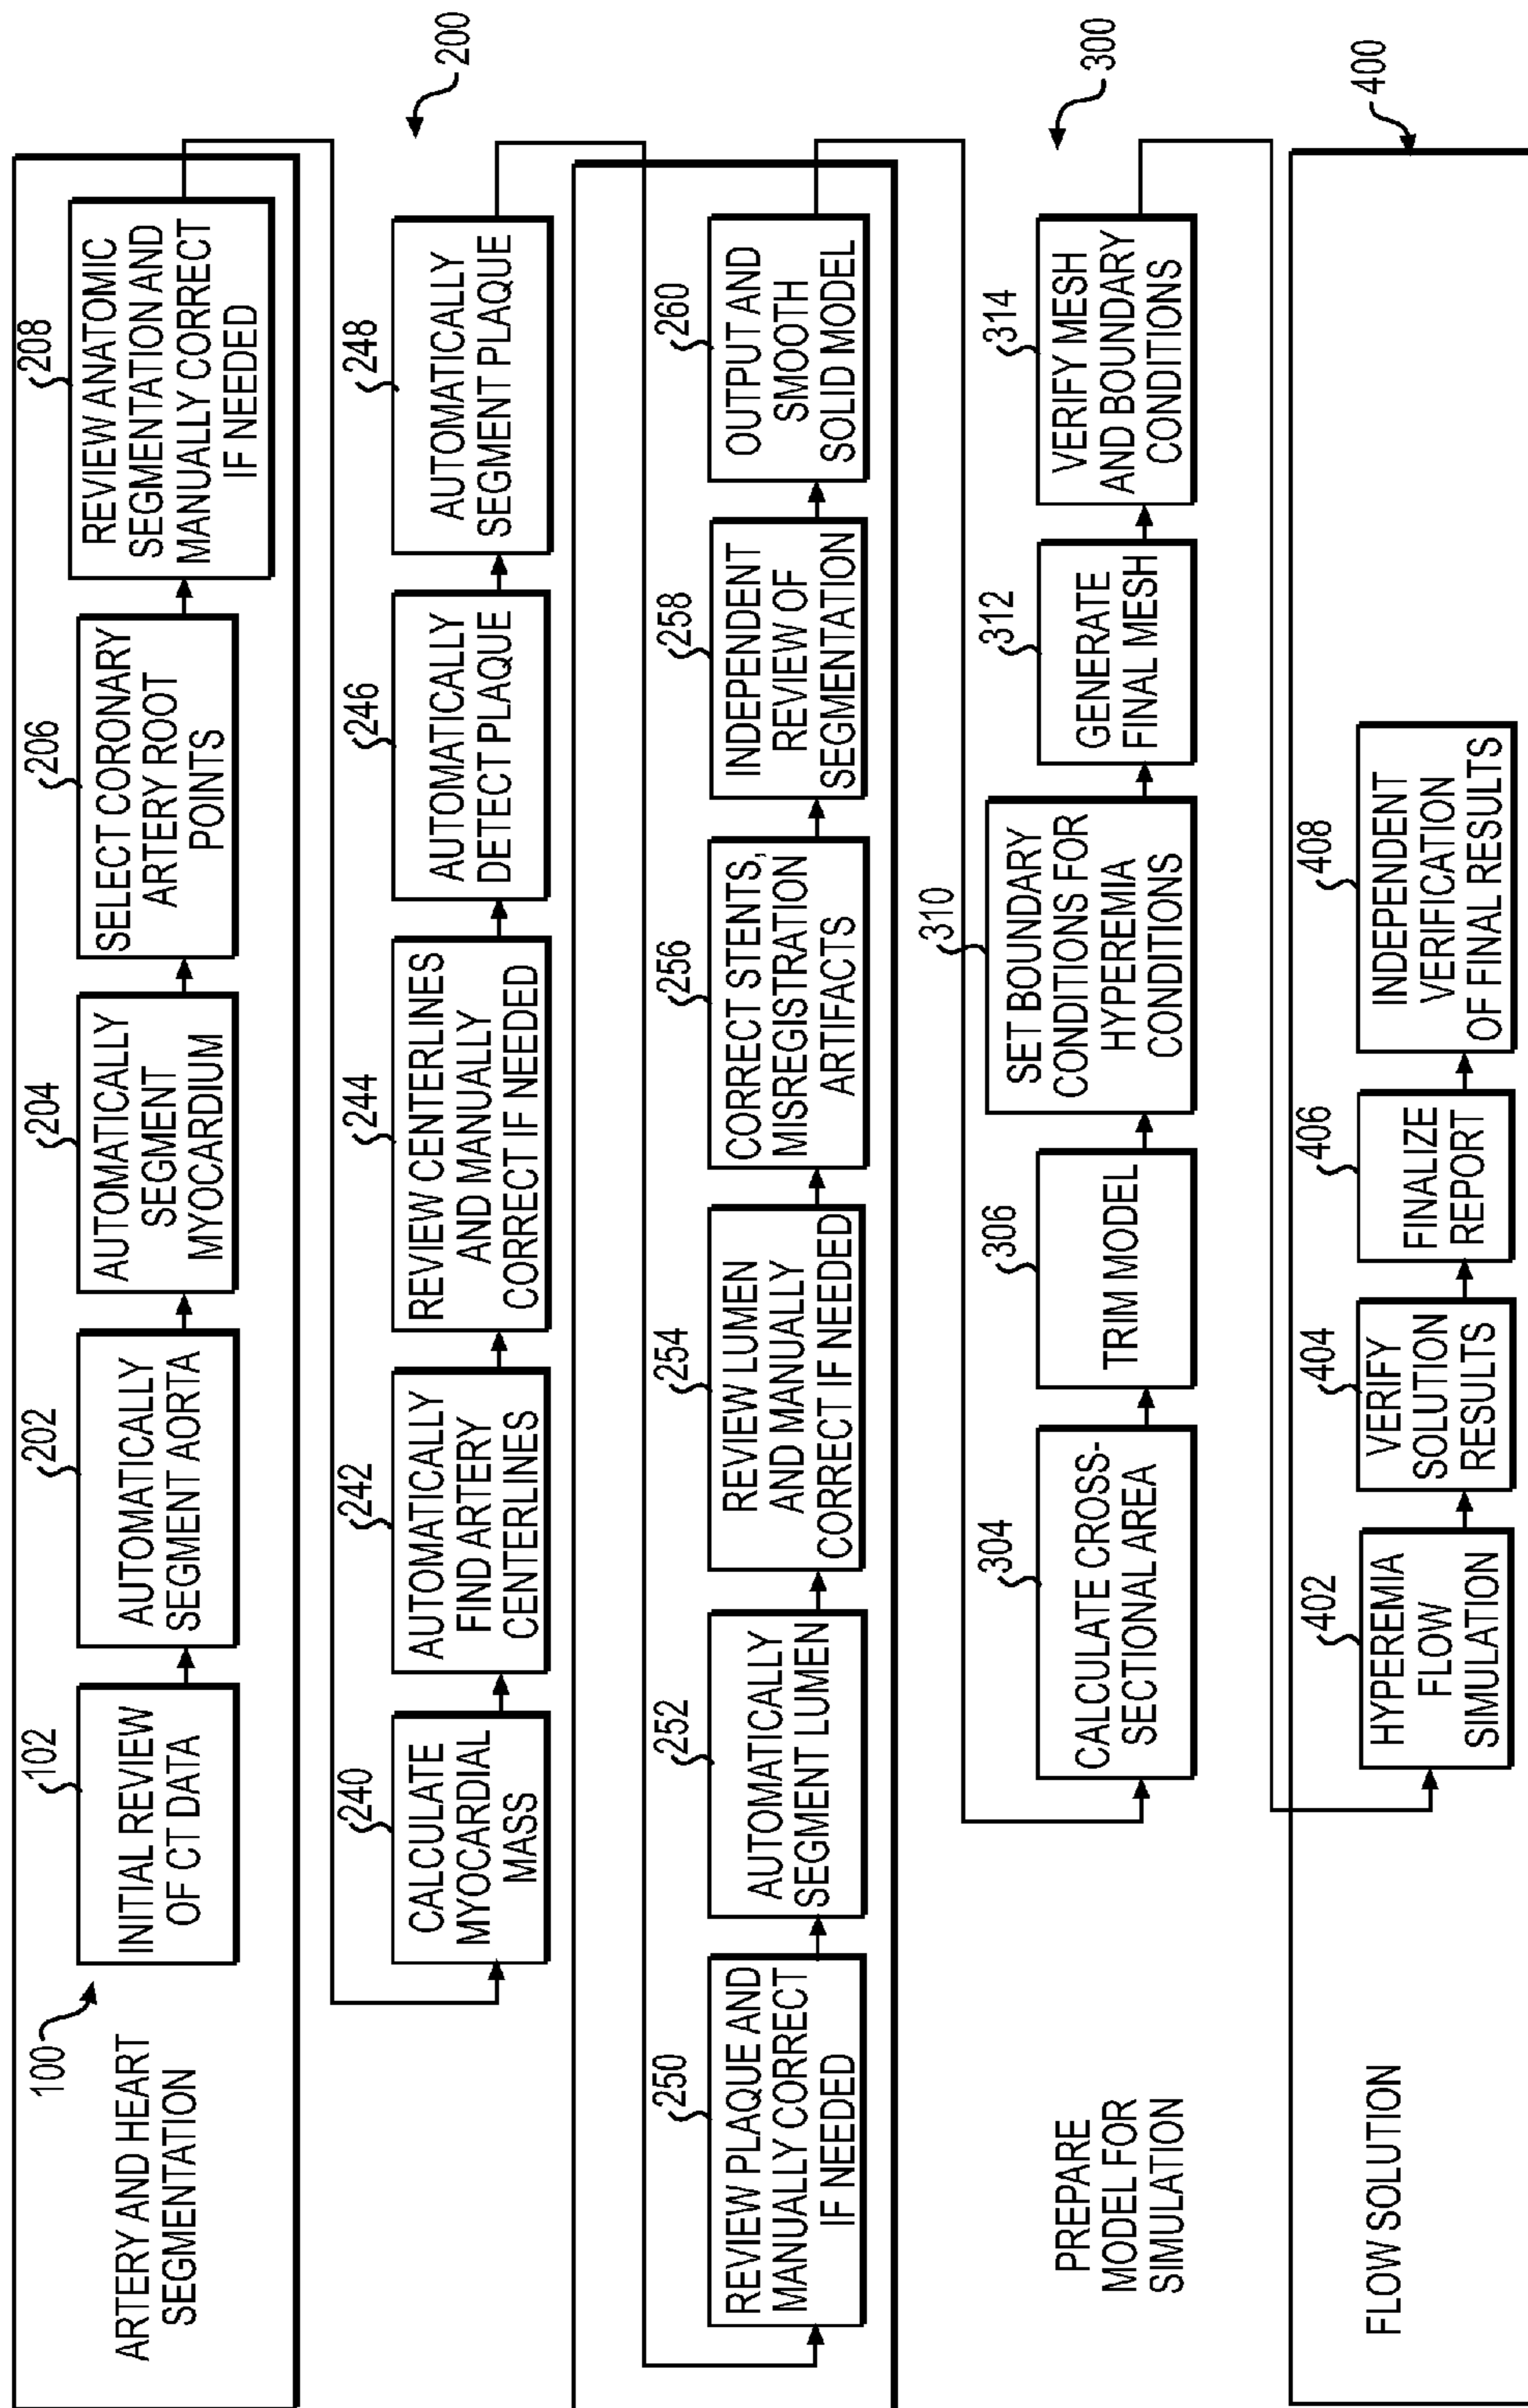 ARTERY AND HEART
SEGMENTATION
100
102
INITIAL REVIEW
OF CT DATA
202
AUTOMATICALLY
SEGMENT AORTA
204
AUTOMATICALLY
SEGMENT
MYOCARDIUM
206
SELECT CORONARY
ARTERY ROOT
POINTS
208
REVIEW ANATOMIC
SEGMENTATION AND
MANUALLY CORRECT
IF NEEDED
200
240
CALCULATE
MYOCARDIAL
MASS
242
AUTOMATICALLY
FIND ARTERY
CENTERLINES
244
REVIEW CENTERLINES
AND MANUALLY
CORRECT IF NEEDED
246
AUTOMATICALLY
DETECT PLAQUE
248
AUTOMATICALLY
SEGMENT PLAQUE
250
REVIEW PLAQUE AND
MANUALLY CORRECT
IF NEEDED
252
AUTOMATICALLY
SEGMENT LUMEN
254
REVIEW LUMEN
AND MANUALLY
CORRECT IF NEEDED
256
CORRECT STENTS,
MISREGISTRATION
ARTIFACTS
258
INDEPENDENT
REVIEW OF
SEGMENTATION
260
OUTPUT AND
SMOOTH
SOLID MODEL
PREPARE
MODEL FOR
SIMULATION
300
304
CALCULATE CROSS-
SECTIONAL AREA
306
TRIM MODEL
310
SET BOUNDARY
CONDITIONS FOR
HYPEREMIA
CONDITIONS
312
GENERATE
FINAL MESH
314
VERIFY MESH
AND BOUNDARY
CONDITIONS
FLOW SOLUTION
400
402
HYPEREMIA
FLOW
SIMULATION
404
VERIFY
SOLUTION
RESULTS
406
FINALIZE
REPORT
408
INDEPENDENT
VERIFICATION
OF FINAL RESULTS